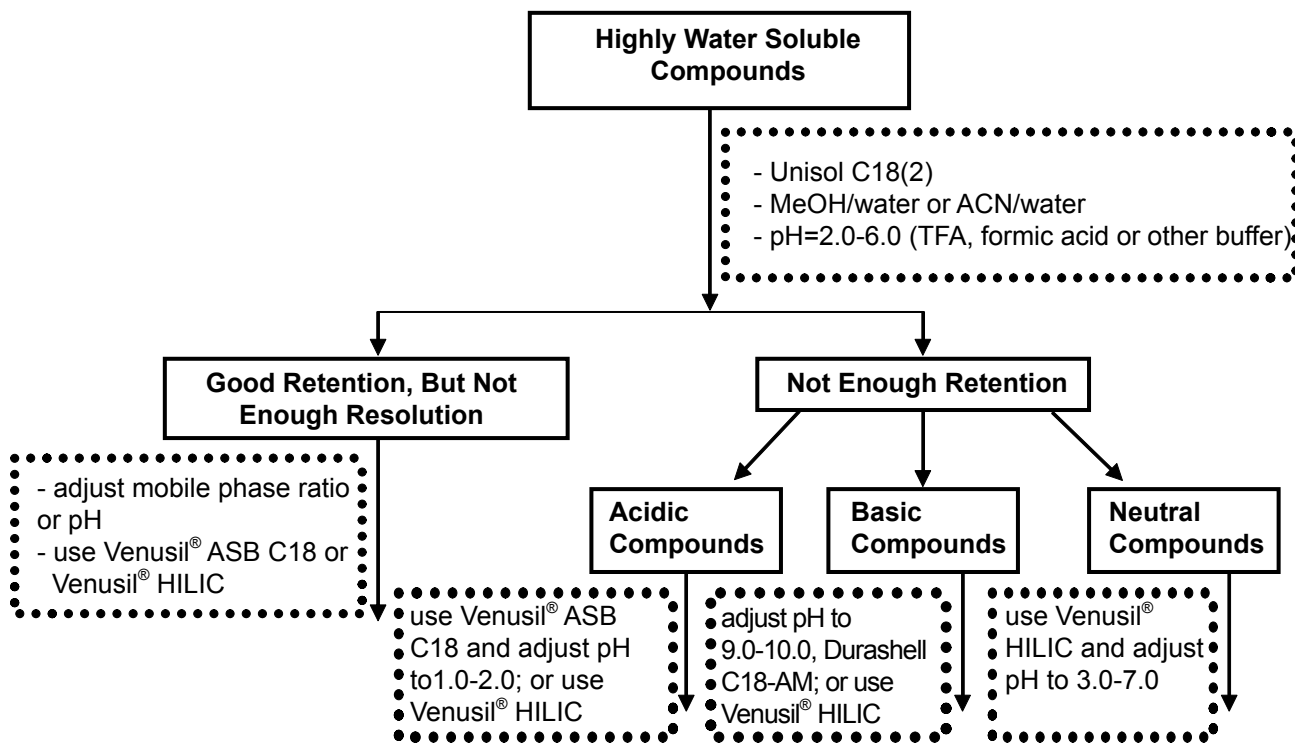 Highly Water Soluble
Compounds
- Unisol C18(2)
- MeOH/water or ACN/water
- pH=2.0-6.0 (TFA, formic acid or other buffer)
Good Retention, But Not
Enough Resolution
Not Enough Retention
- adjust mobile phase ratio
or pH
- use Venusil® ASB C18 or
Venusil® HILIC
Acidic
Compounds
Basic
Compounds
Neutral
Compounds
use Venusil® ASB
C18 and adjust pH
to1.0-2.0; or use
Venusil® HILIC
adjust pH to
9.0-10.0, Durashell
C18-AM; or use
Venusil® HILIC
use Venusil®
HILIC and adjust
pH to 3.0-7.0